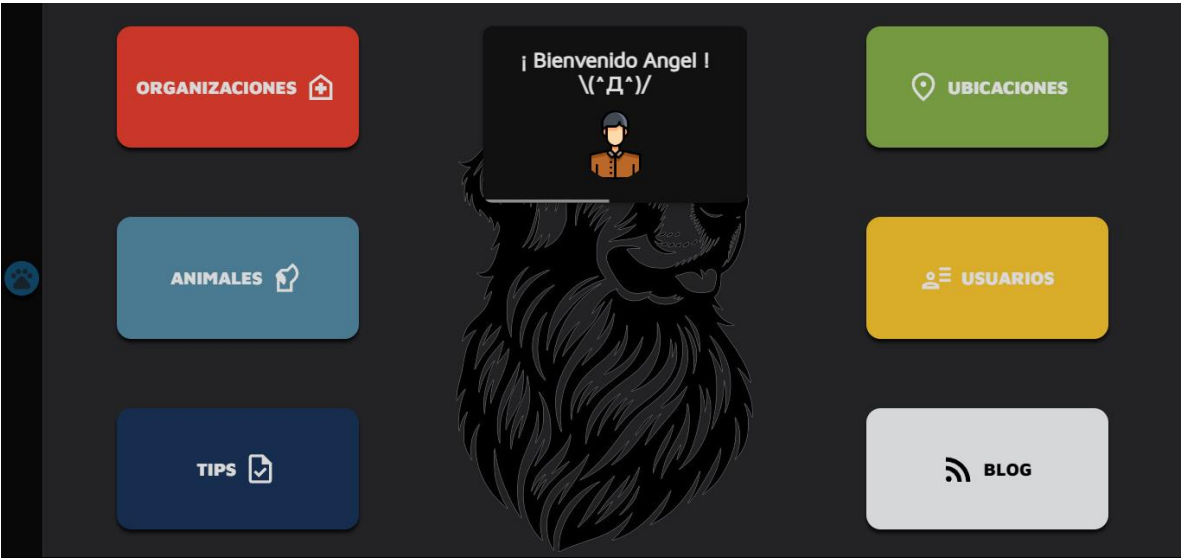 ORGANIZACIONES
¡ Bienvenido Angel !
\(^Д^)/
UBICACIONES
ANIMALES
USUARIOS
TIPS
BLOG